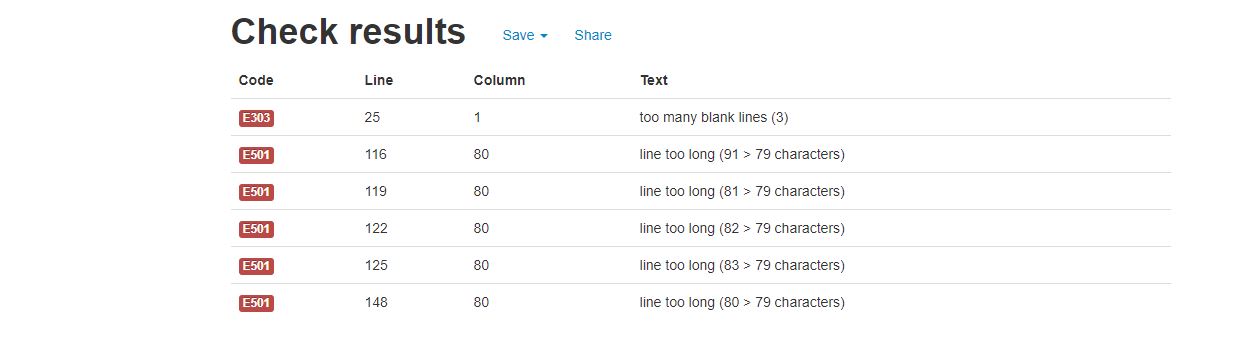 Check results Save Share
Code Line Column Text
E303 25 1 too many blank lines (3)
E501 116 80 line too long (91 > 79 characters)
E501 119 80 line too long (81 > 79 characters)
E501 122 80 line too long (82 > 79 characters)
E501 125 80 line too long (83 > 79 characters)
E501 148 80 line too long (80 > 79 characters)